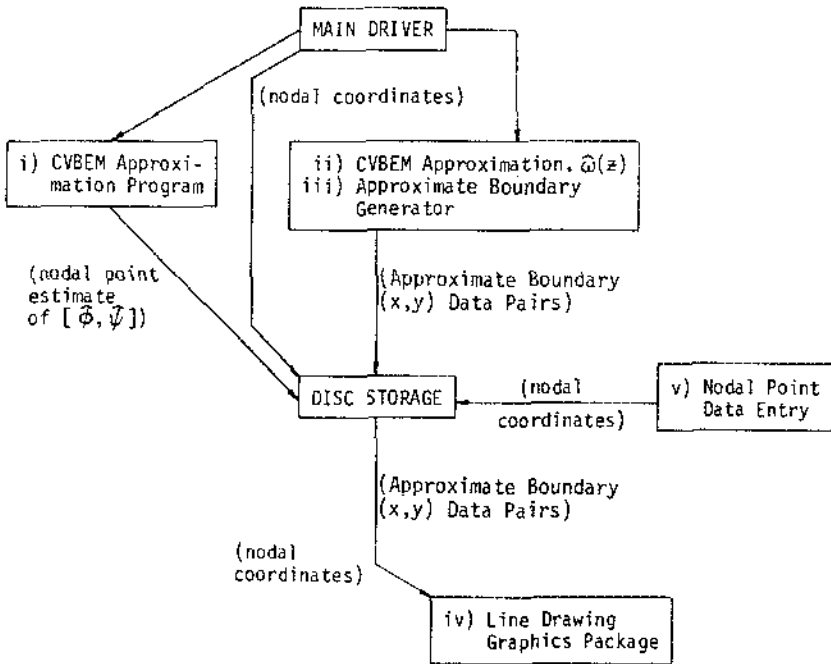 MAIN DRIVER
(nodal coordinates)
i) CVBEM Approxi-
mation Program
ii) CVBEM Approximation, ω̂(z)
iii) Approximate Boundary
Generator
(nodal point
estimate
of [ϕ̂, ψ̂])
(Approximate Boundary
(x,y) Data Pairs)
DISC STORAGE
(nodal
coordinates)
v) Nodal Point
Data Entry
(Approximate Boundary
(x,y) Data Pairs)
(nodal
coordinates)
iv) Line Drawing
Graphics Package